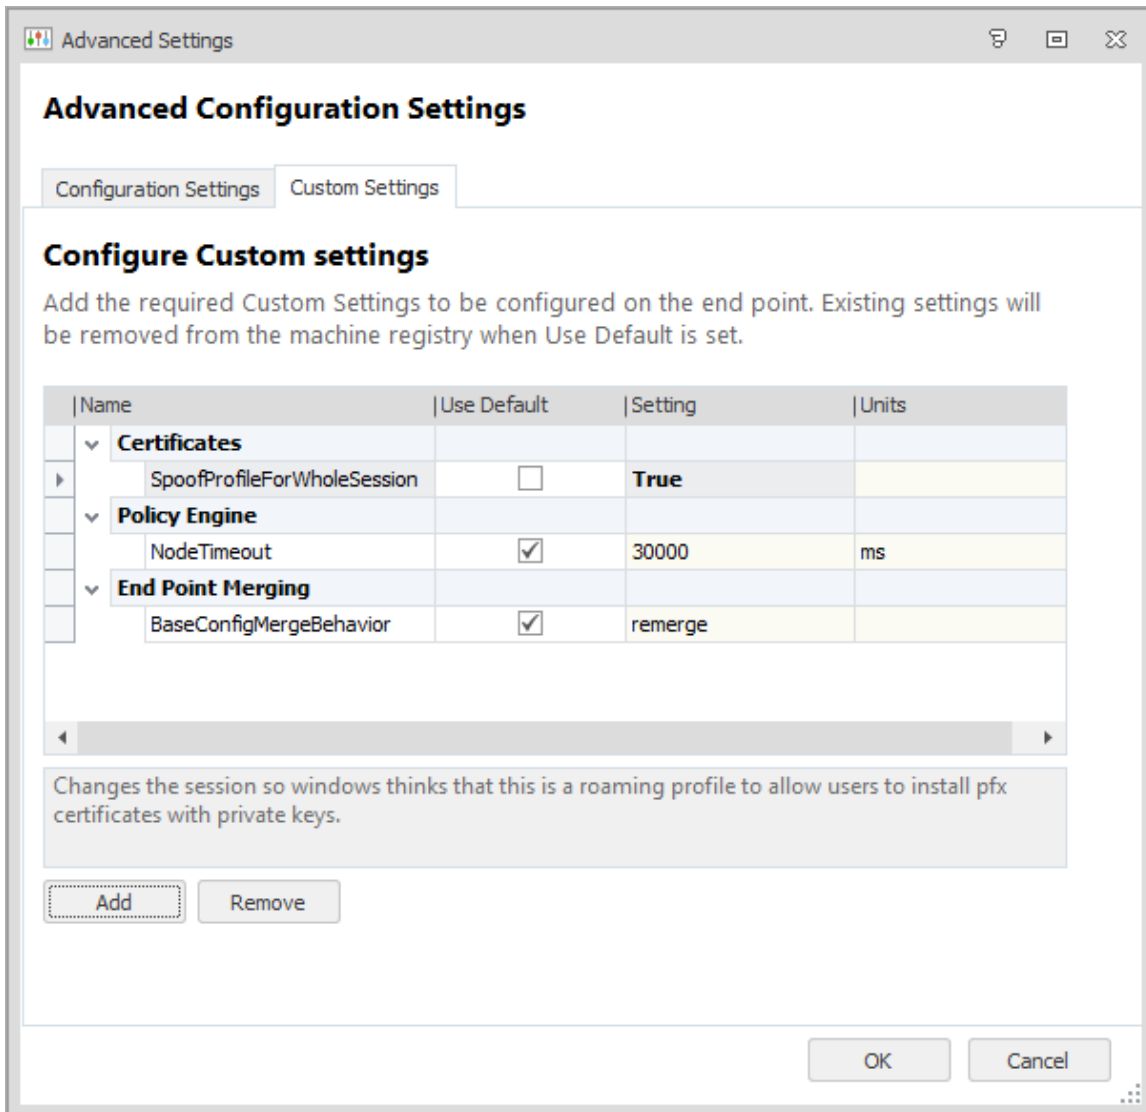 Advanced Settings
Advanced Configuration Settings
Configuration Settings Custom Settings
Configure Custom settings
Add the required Custom Settings to be configured on the end point. Existing settings will
be removed from the machine registry when Use Default is set.
|Name |Use Default |Setting |Units
Certificates
SpoofProfileForWholeSession True
Policy Engine
NodeTimeout 30000 ms
End Point Merging
BaseConfigMergeBehavior remerge
Changes the session so windows thinks that this is a roaming profile to allow users to install pfx
certificates with private keys.
Add Remove
OK Cancel